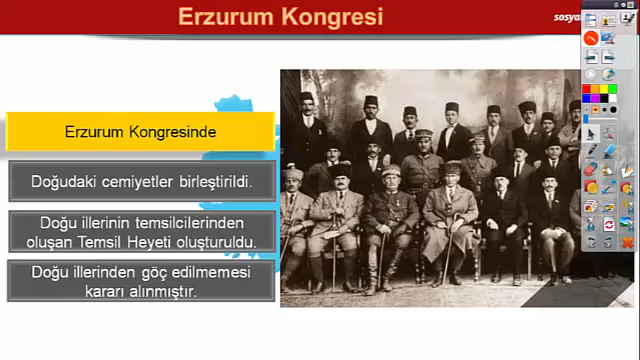 Erzurum Kongresi
sosya
Erzurum Kongresinde
Doğudaki cemiyetler birleştirildi.
Doğu illerinin temsilcilerinden
oluşan Temsil Heyeti oluşturuldu.
Doğu illerinden göç edilmemesi
kararı alınmıştır.